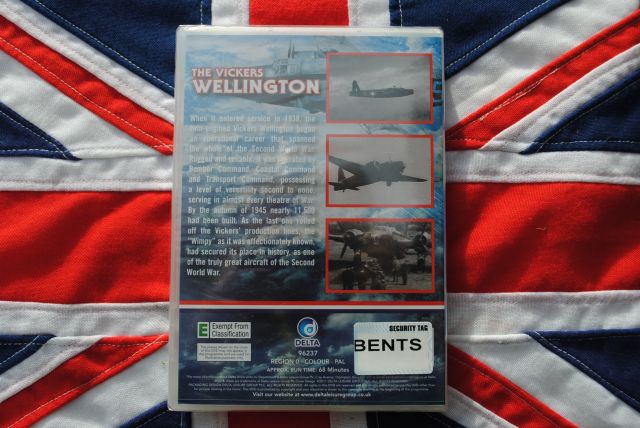 THE VICKERS
WELLINGTON
When it entered service in 1938, the
twin-engined Vickers Wellington began
an operational career that spanned
the whole of the Second World War.
Rugged and reliable, it was operated by
Bomber Command, Coastal Command
and Transport Command, possessing
a level of versatility second to none,
serving in almost every theatre of War.
By the autumn of 1945 nearly 11,500
had been built. As the last one rolled
off the Vickers' production lines, the
"Wimpy" as it was affectionately known,
had secured its place in history, as one
of the truly great aircraft of the Second
World War.
E Exempt From
Classification
DELTA
96237
REGION 0 - COLOUR - PAL
APPROX. RUN TIME: 68 Minutes
SECURITY TAG
BENTS
Visit our website at www.deltaleisuregroup.co.uk